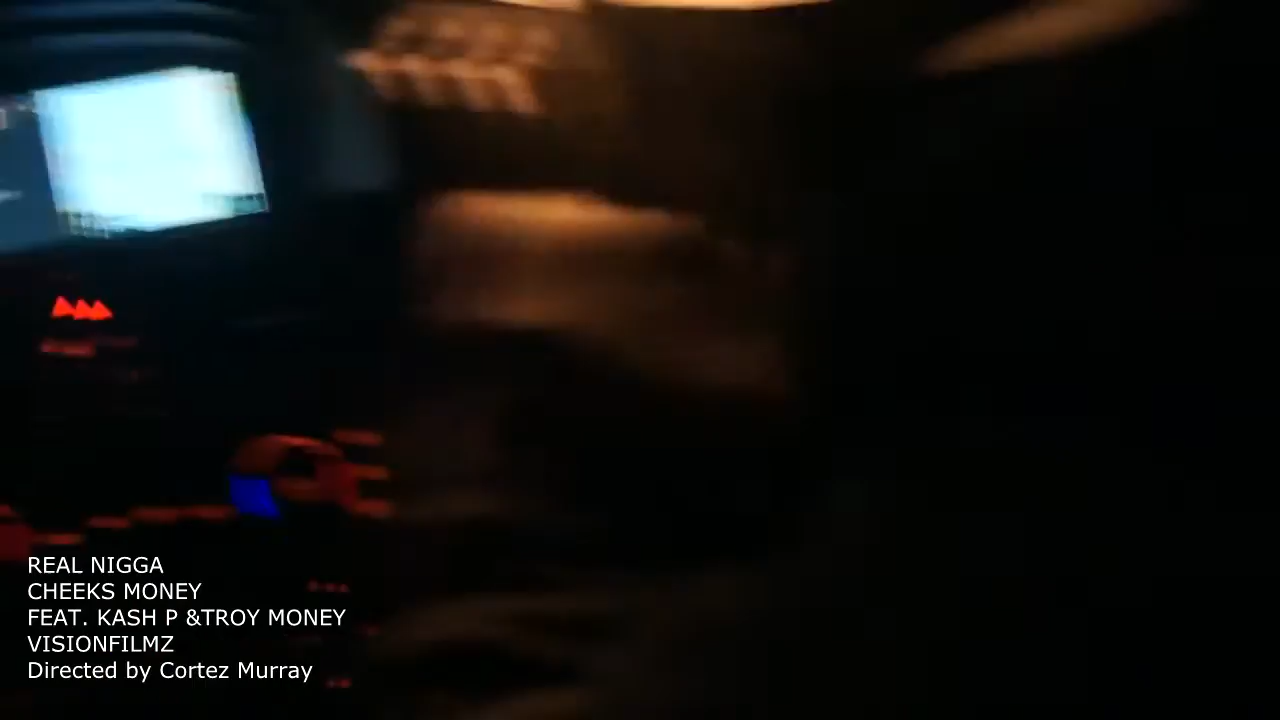 REAL NIGGA
CHEEKS MONEY
FEAT. KASH P &TROY MONEY
VISIONFILMZ
Directed by Cortez Murray